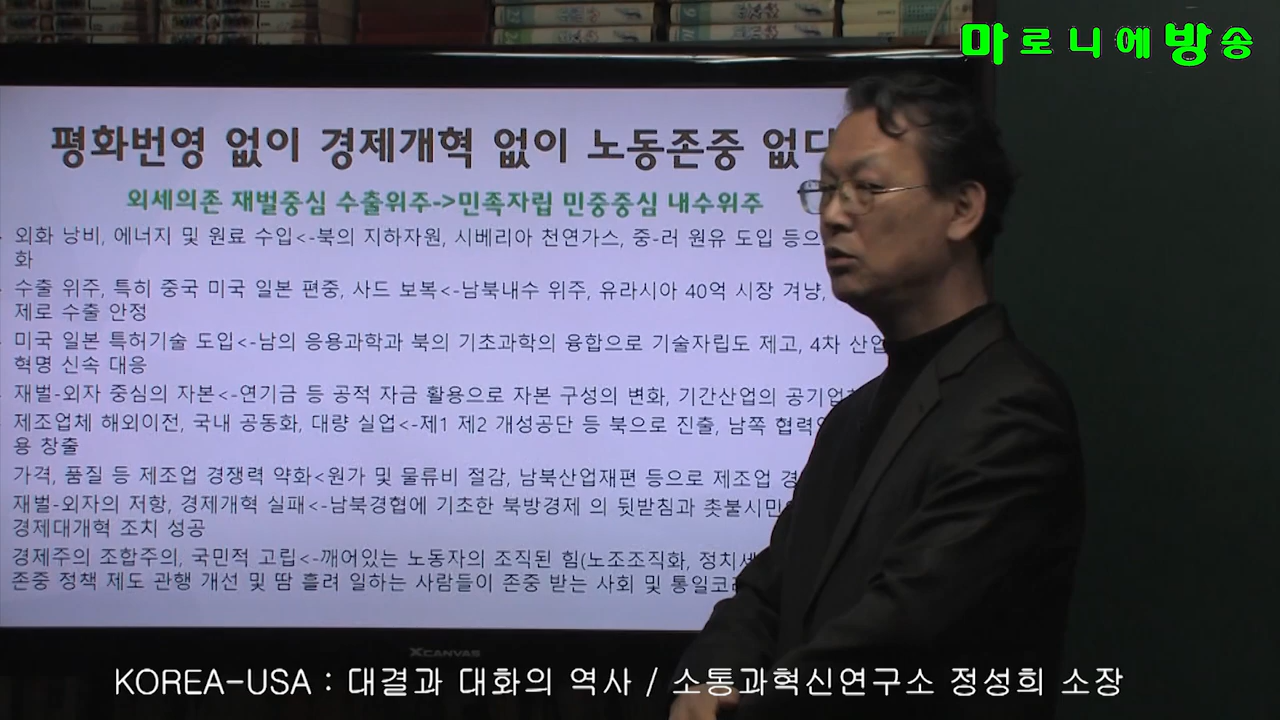 마로니에방송
평화번영 없이 경제개혁 없이 노동존중 없다
외세의존 재벌중심 수출위주->민족자립 민중중심 내수위주
외화 낭비, 에너지 및 원료 수입<-북의 지하자원, 시베리아 천연가스, 중-러 원유 도입 등으
화
수출 위주, 특히 중국 미국 일본 편중, 사드 보복<-남북내수 위주, 유라시아 40억 시장 겨냥,
제로 수출 안정
미국 일본 특허기술 도입<-남의 응용과학과 북의 기초과학의 융합으로 기술자립도 제고, 4차 산업
혁명 신속 대응
재벌-외자 중심의 자본<-연기금 등 공적 자금 활용으로 자본 구성의 변화, 기간산업의 공기업
제조업체 해외이전, 국내 공동화, 대량 실업<-제1 제2 개성공단 등 북으로 진출, 남쪽
용 창출
가격, 품질 등 제조업 경쟁력 약화<원가 및 물류비 절감, 남북산업재편 등으로 제조업
재벌-외자의 저항, 경제개혁 실패<-남북경협에 기초한 북방경제 의 뒷받침과 촛불시민
경제대개혁 조치 성공
경제주의 조합주의, 국민적 고립<-깨어있는 노동자의 조직된 힘(노조조직화,
존중 정책 제도 관행 개선 및 땀 흘려 일하는 사람들이 존중 받는 사회 및
XCANVAS
KOREA-USA : 대결과 대화의 역사 / 소통과혁신연구소 정성희 소장